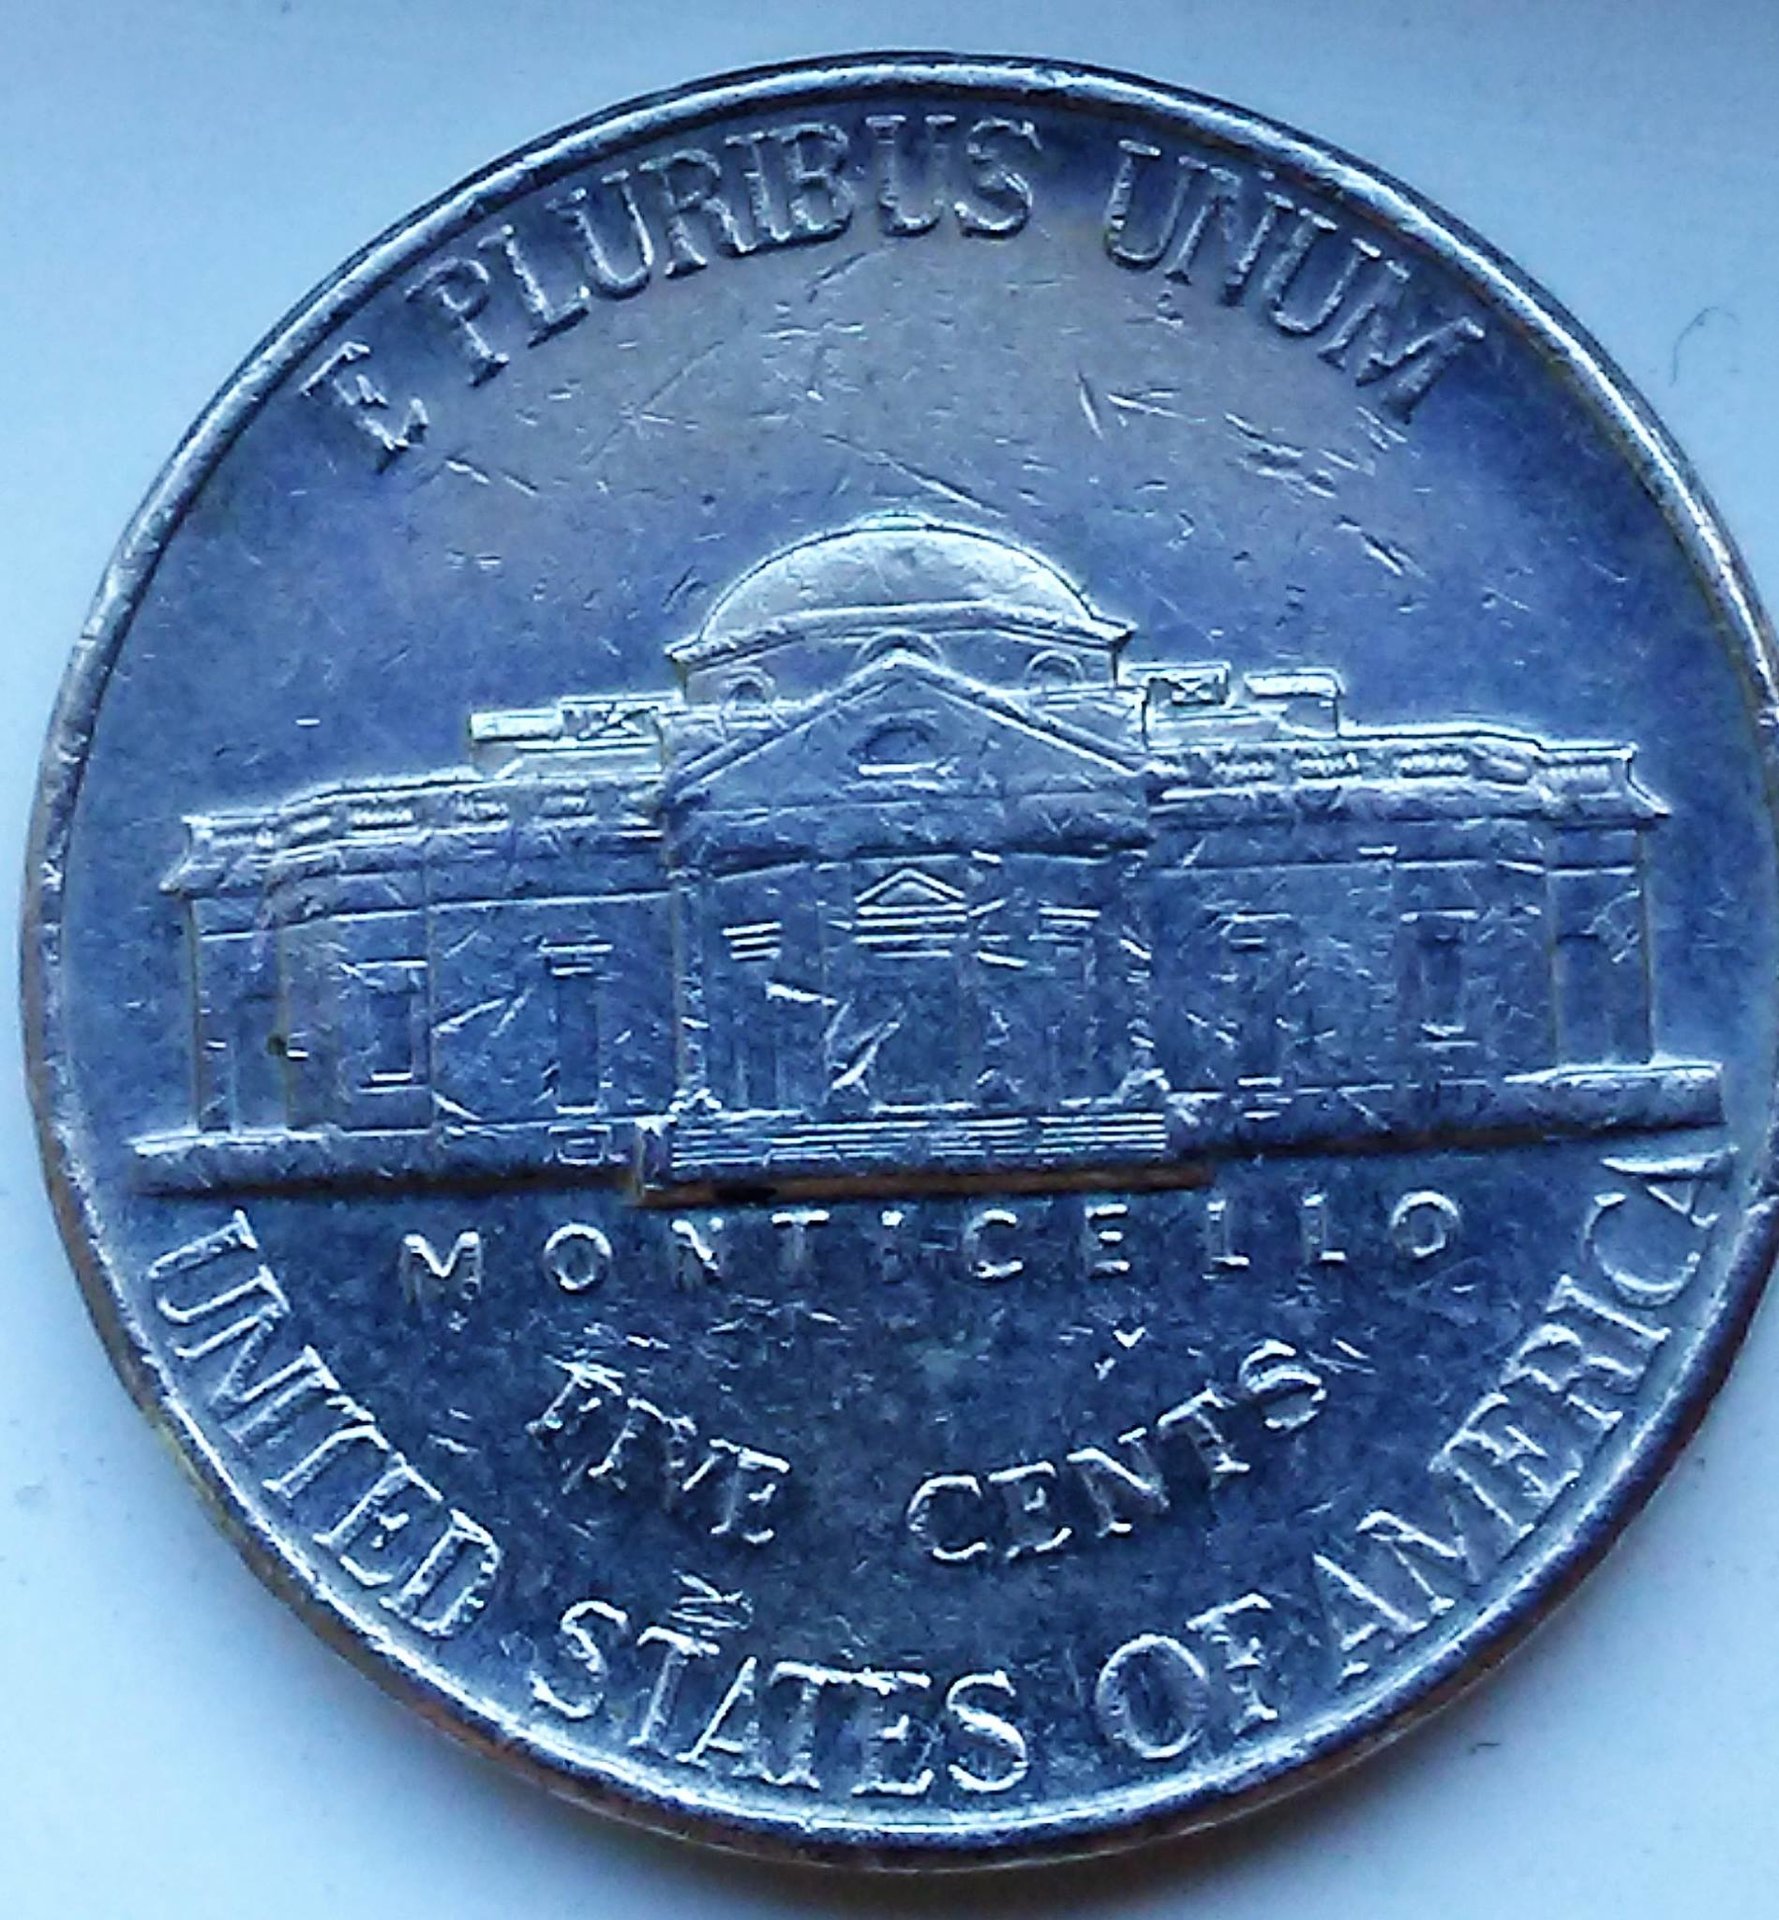 E PLURIBUS UNUM
MONTICELLO
FIVE CENTS
UNITED STATES OF AMERICA